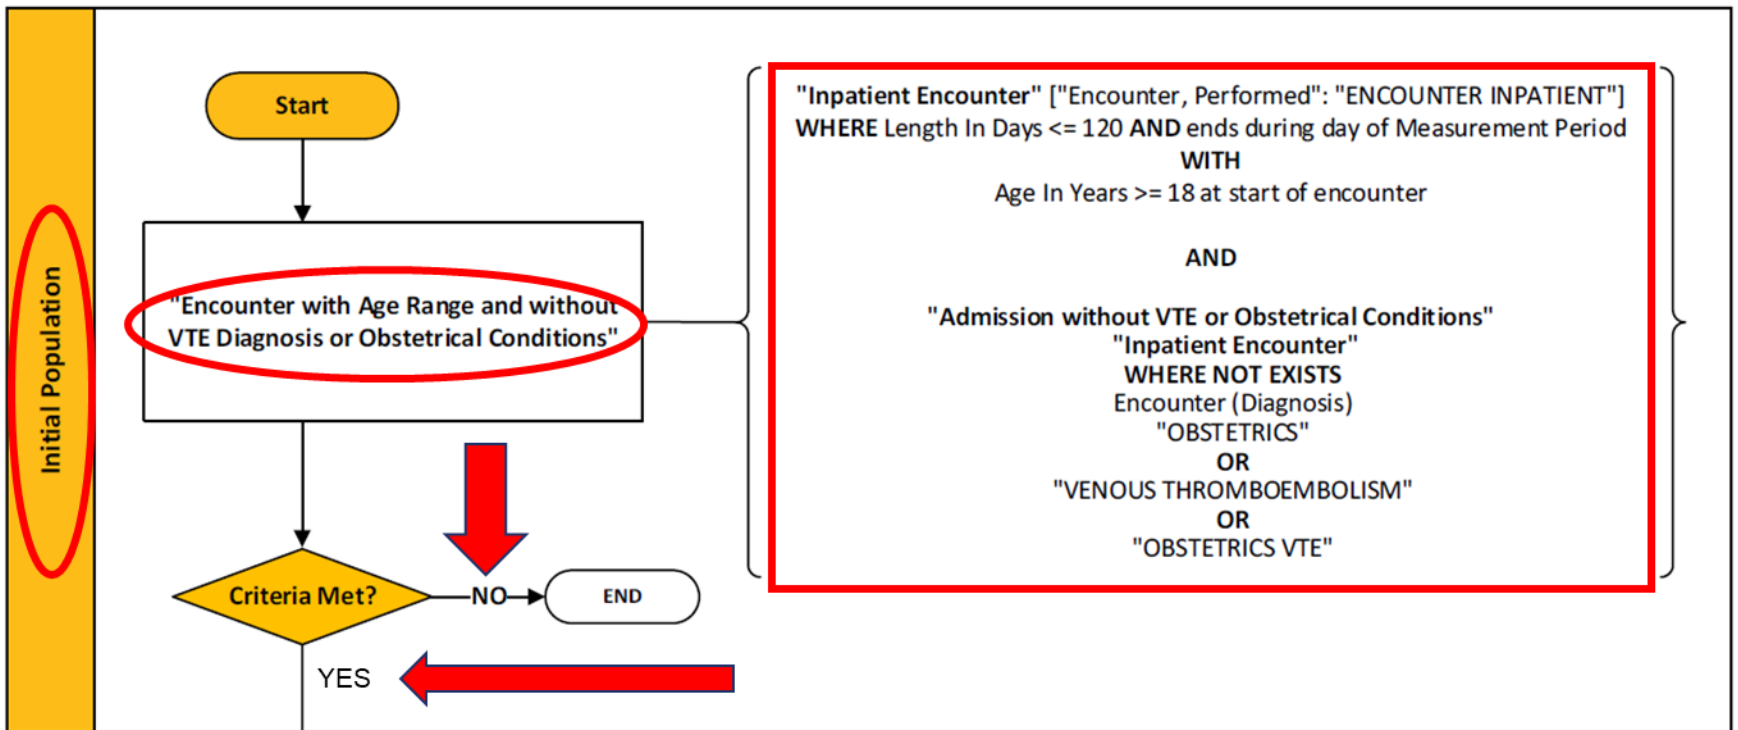 Initial Population
Start
"Encounter with Age Range and without
VTE Diagnosis or Obstetrical Conditions"
"Inpatient Encounter" ["Encounter, Performed": "ENCOUNTER INPATIENT"]
WHERE Length In Days <= 120 AND ends during day of Measurement Period
WITH
Age In Years >= 18 at start of encounter
AND
"Admission without VTE or Obstetrical Conditions"
"Inpatient Encounter"
WHERE NOT EXISTS
Encounter (Diagnosis)
"OBSTETRICS"
OR
"VENOUS THROMBOEMBOLISM"
OR
"OBSTETRICS VTE"
Criteria Met?
NO
END
YES